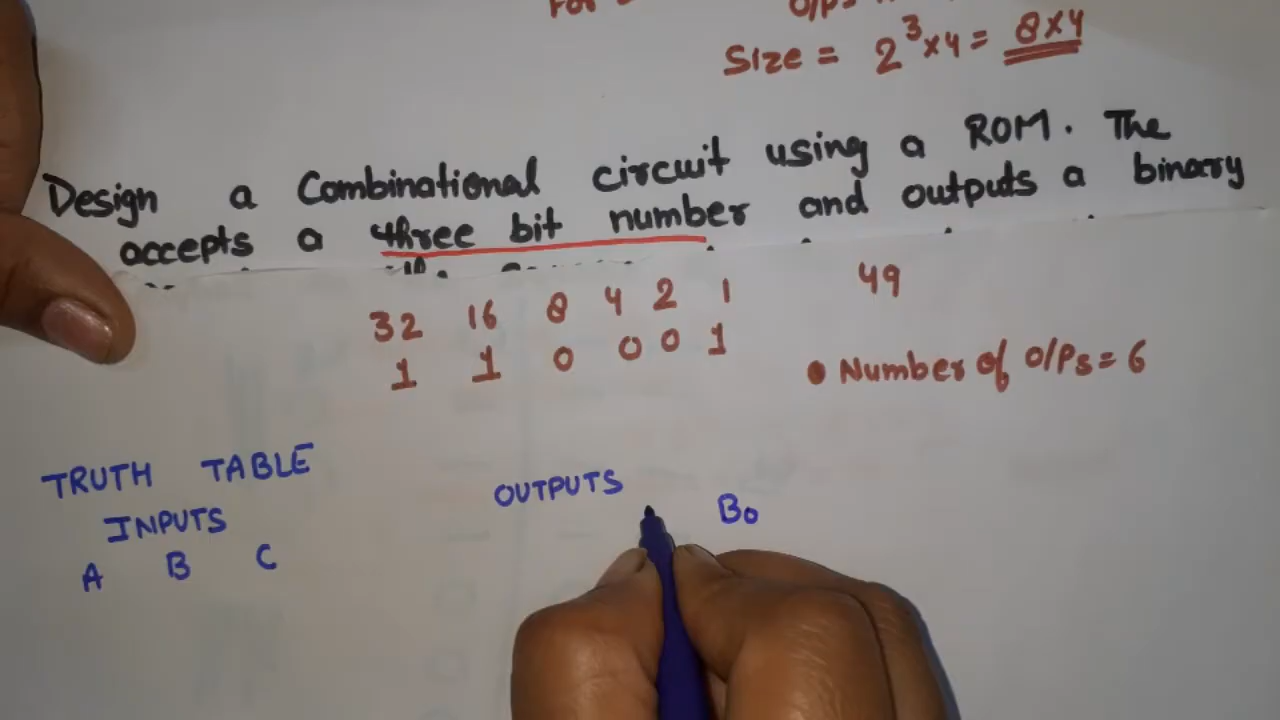 For
O/Ps
Size = 2³×4 = 8×4
Design a Combinational circuit using a ROM. The
accepts a three bit number and outputs a binary
32 16 8 4 2 1 49
1 1 0 0 0 1
• Number of O/Ps = 6
TRUTH TABLE
INPUTS OUTPUTS B₀
A B C